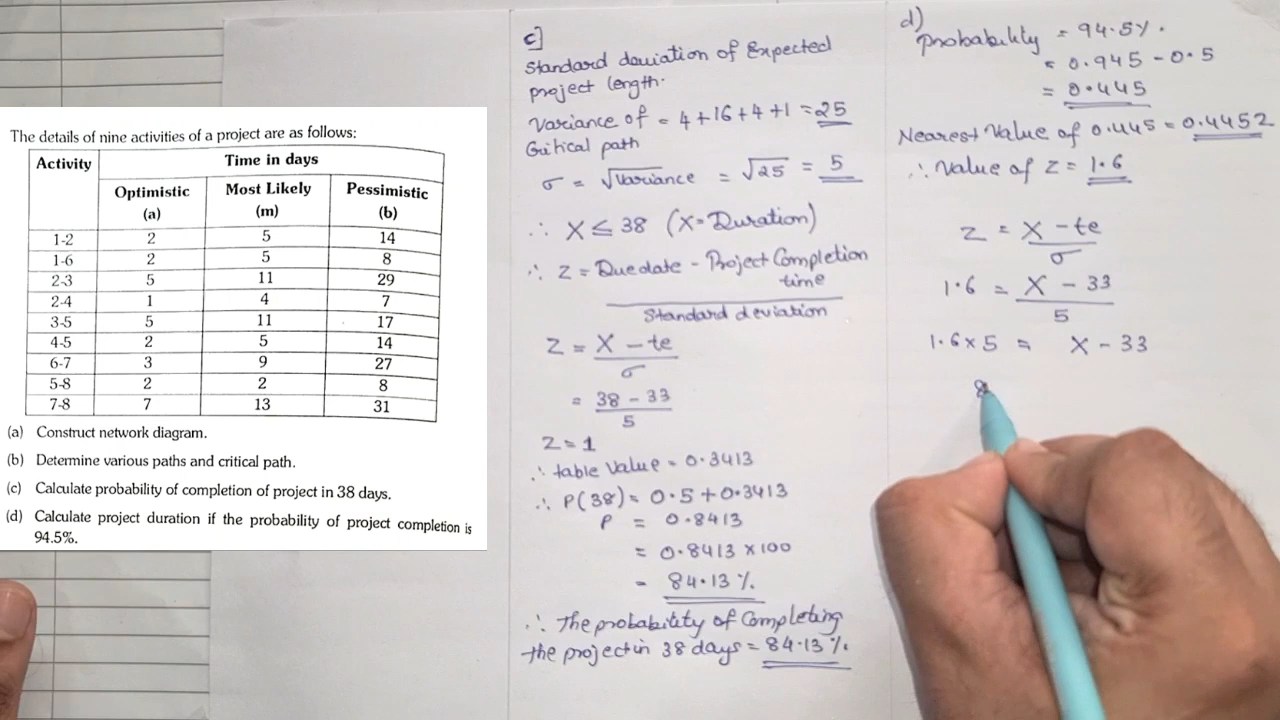 The details of nine activities of a project are as follows:
Activity Time in days
Optimistic (a) Most Likely (m) Pessimistic (b)
1-2 2 5 14
1-6 2 5 8
2-3 5 11 29
2-4 1 4 7
3-5 5 11 17
4-5 2 5 14
6-7 3 9 27
5-8 2 2 8
7-8 7 13 31
(a) Construct network diagram.
(b) Determine various paths and critical path.
(c) Calculate probability of completion of project in 38 days.
(d) Calculate project duration if the probability of project completion is
94.5%.
c]
Standard daviation of Expected
project length.
Variance of = 4+16+4+1 = 25
Critical path
σ = √variance = √25 = 5
∴ X ≤ 38 (X=Duration)
∴ Z = Duedate - Project Completion
time
Standard deviation
Z = X - te
σ
= 38 - 33
5
Z = 1
∴ table value = 0.3413
∴ P(38) = 0.5 + 0.3413
P = 0.8413
= 0.8413 x 100
= 84.13 %
∴ The probability of Completing
the project in 38 days = 84.13 %.
d)
Probability = 94.5%.
= 0.945 - 0.5
= 0.445
Nearest Value of 0.445 = 0.4452
∴ Value of Z = 1.6
Z = X - te
σ
1.6 = X - 33
5
1.6 x 5 = X - 33
8